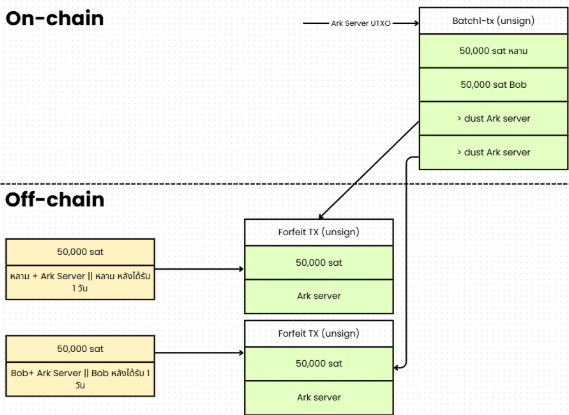 On-chain
Ark Server UTXO
Batch1-tx (unsign)
50,000 sat หลาม
50,000 sat Bob
> dust Ark server
> dust Ark server
Off-chain
Forfeit TX (unsign)
50,000 sat
Ark server
50,000 sat
หลาม + Ark Server || หลาม หลังได้รับ
1 วัน
Forfeit TX (unsign)
50,000 sat
Ark server
50,000 sat
Bob+ Ark Server || Bob หลังได้รับ 1
วัน